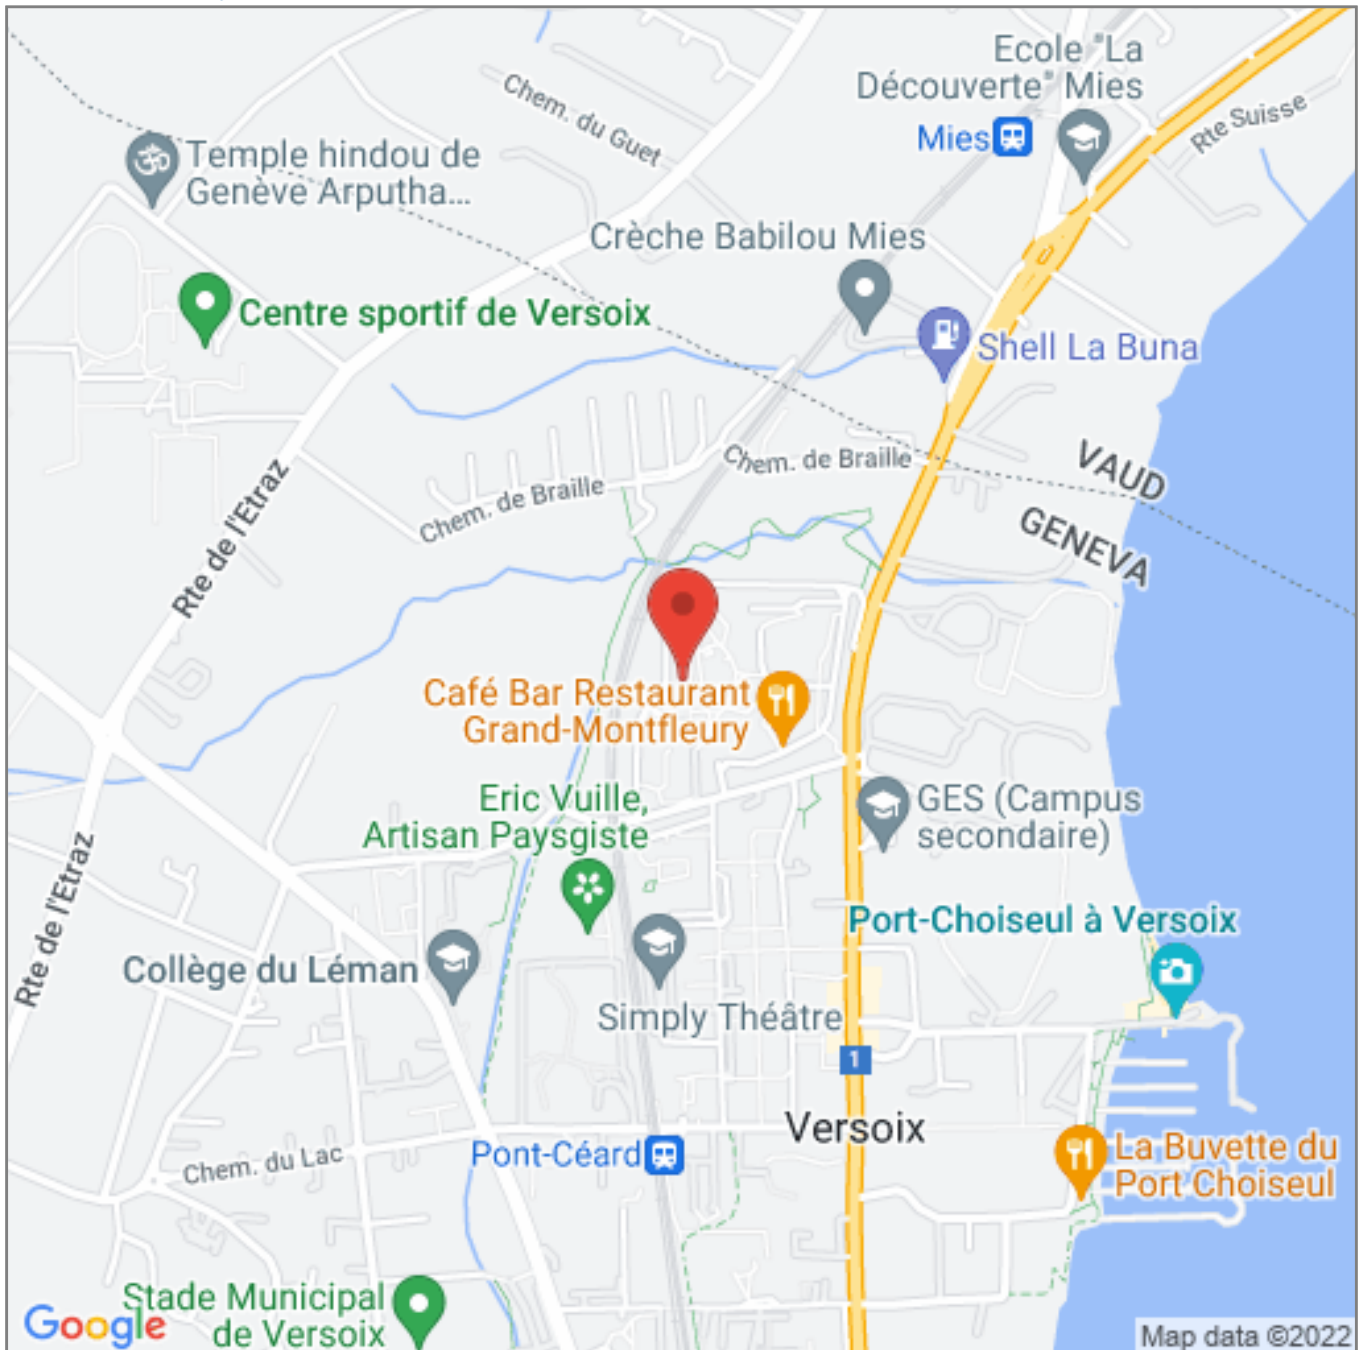 Ecole "La
Découverte" Mies
Chem. du Guet
Rte Suisse
Mies
Temple hindou de
Genève Arputha...
Crèche Babilou Mies
Centre sportif de Versoix
Shell La Buna
Chem. de Braille
VAUD
Chem. de Braille
GENEVA
Rte de l'Etraz
Café Bar Restaurant
Grand-Montfleury
Eric Vuille,
Artisan Paysgiste
GES (Campus
secondaire)
Rte de l'Etraz
Port-Choiseul à Versoix
Collège du Léman
Simply Théâtre
1
Versoix
Pont-Céard
Chem. du Lac
La Buvette du
Port Choiseul
Stade Municipal
de Versoix
Google
Map data ©2022